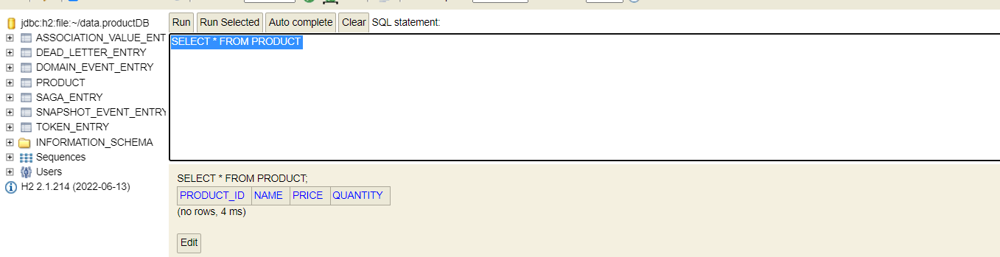 jdbc:h2:file:~/data.productDB
ASSOCIATION_VALUE_ENT
DEAD_LETTER_ENTRY
DOMAIN_EVENT_ENTRY
PRODUCT
SAGA_ENTRY
SNAPSHOT_EVENT_ENTRY
TOKEN_ENTRY
INFORMATION_SCHEMA
Sequences
Users
H2 2.1.214 (2022-06-13)
Run Run Selected Auto complete Clear SQL statement:
SELECT * FROM PRODUCT
SELECT * FROM PRODUCT;
PRODUCT_ID NAME PRICE QUANTITY
(no rows, 4 ms)
Edit